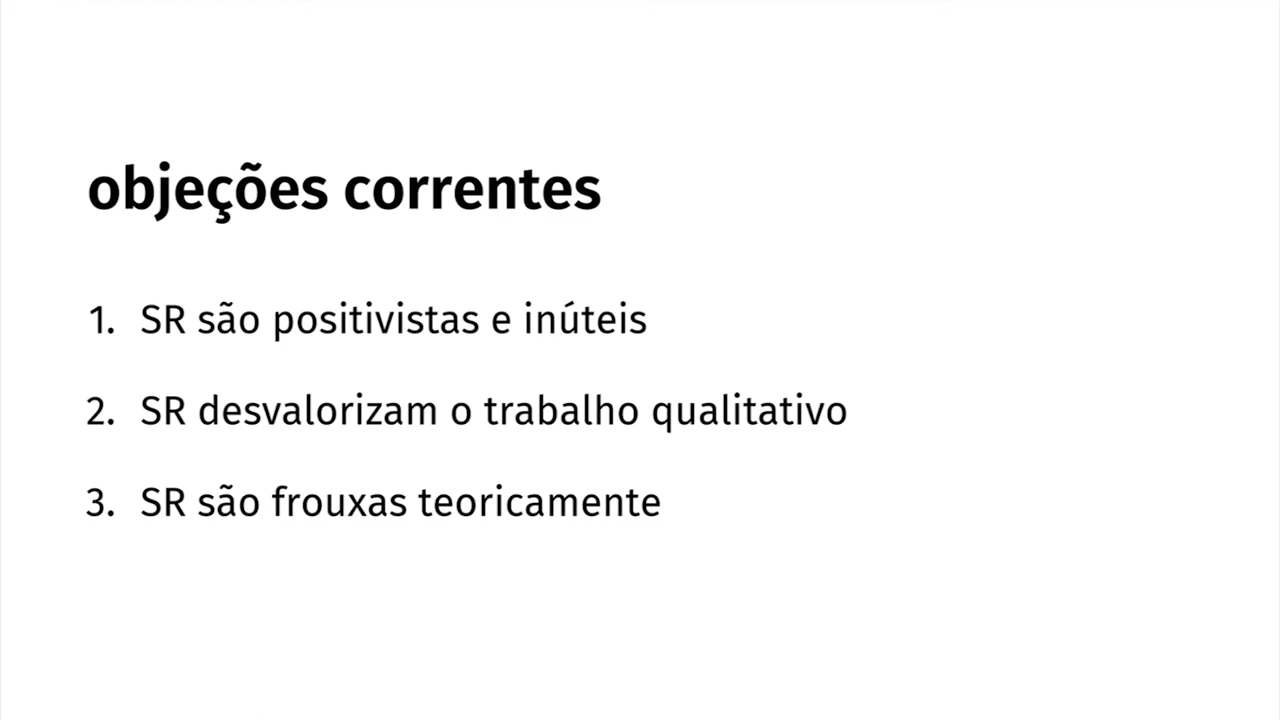 objeções correntes
1. SR são positivistas e inúteis
2. SR desvalorizam o trabalho qualitativo
3. SR são frouxas teoricamente